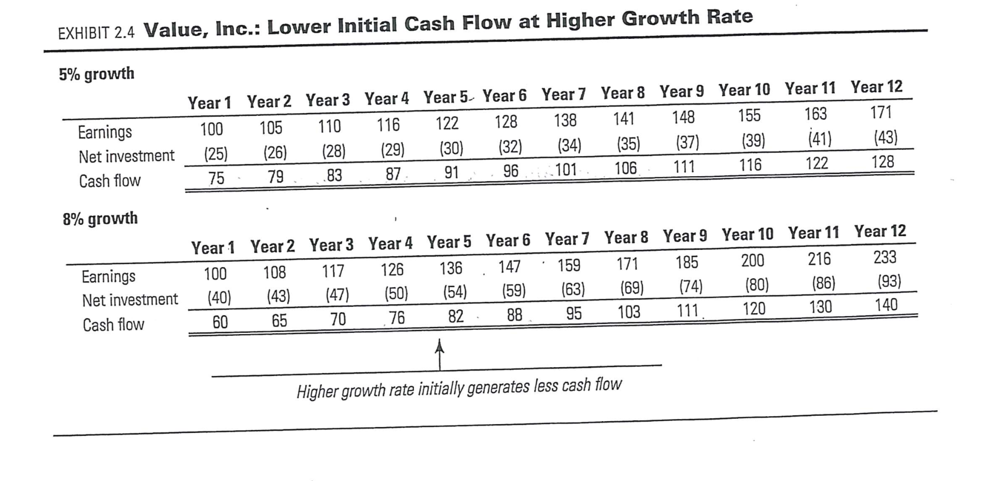 EXHIBIT 2.4 Value, Inc.: Lower Initial Cash Flow at Higher Growth Rate
5% growth
Year 1 Year 2 Year 3 Year 4 Year 5 Year 6 Year 7 Year 8 Year 9 Year 10 Year 11 Year 12
Earnings 100 105 110 116 122 128 138 141 148 155 163 171
Net investment (25) (26) (28) (29) (30) (32) (34) (35) (37) (39) (41) (43)
Cash flow 75 79 83 87 91 96 101 106 111 116 122 128
8% growth
Year 1 Year 2 Year 3 Year 4 Year 5 Year 6 Year 7 Year 8 Year 9 Year 10 Year 11 Year 12
Earnings 100 108 117 126 136 147 159 171 185 200 216 233
Net investment (40) (43) (47) (50) (54) (59) (63) (69) (74) (80) (86) (93)
Cash flow 60 65 70 76 82 88 95 103 111 120 130 140
Higher growth rate initially generates less cash flow